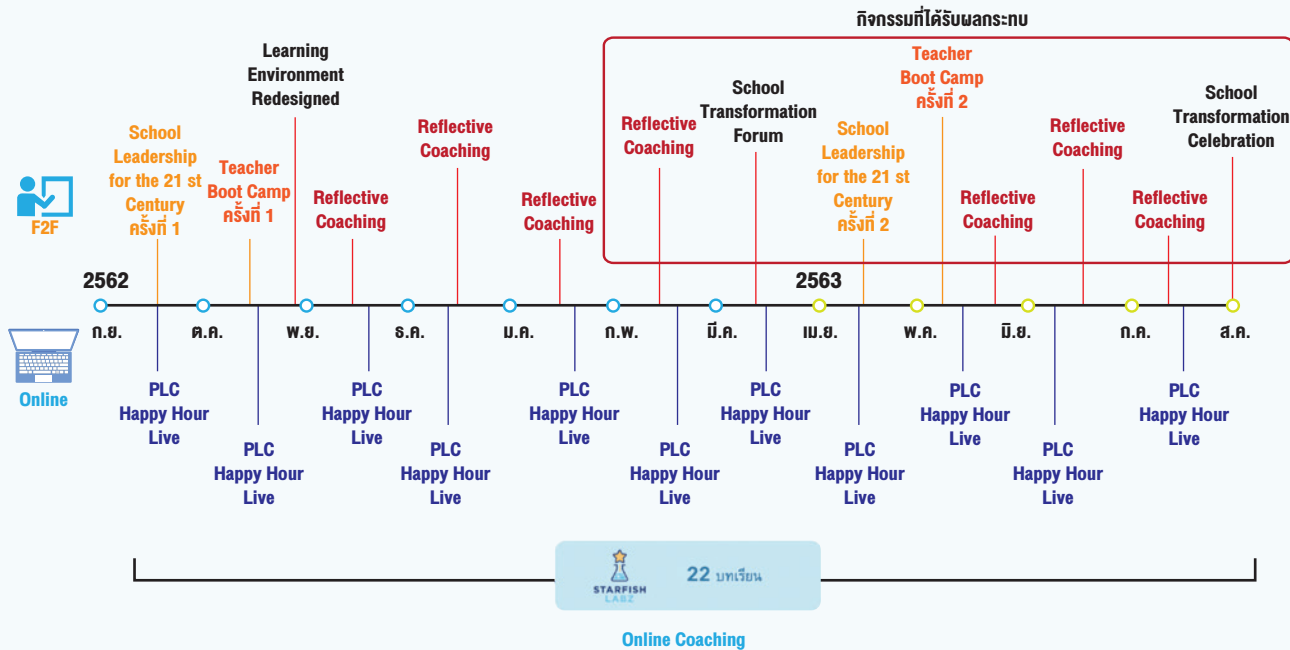 กิจกรรมที่ได้รับผลกระทบ
School
Leadership
for the 21 st
Century
ครั้งที่ 1
Teacher
Boot Camp
ครั้งที่ 1
Learning
Environment
Redesigned
Reflective
Coaching
Reflective
Coaching
Reflective
Coaching
Reflective
Coaching
School
Transformation
Forum
School
Leadership
for the 21 st
Century
ครั้งที่ 2
Teacher
Boot Camp
ครั้งที่ 2
Reflective
Coaching
Reflective
Coaching
Reflective
Coaching
School
Transformation
Celebration
F2F
2562
2563
ก.ย.
ต.ค.
พ.ย.
ธ.ค.
ม.ค.
ก.พ.
มี.ค.
เม.ย.
พ.ค.
มิ.ย.
ก.ค.
ส.ค.
Online
PLC
Happy Hour
Live
PLC
Happy Hour
Live
PLC
Happy Hour
Live
PLC
Happy Hour
Live
PLC
Happy Hour
Live
PLC
Happy Hour
Live
PLC
Happy Hour
Live
PLC
Happy Hour
Live
PLC
Happy Hour
Live
PLC
Happy Hour
Live
PLC
Happy Hour
Live
STARFISH
LABZ
22 บทเรียน
Online Coaching